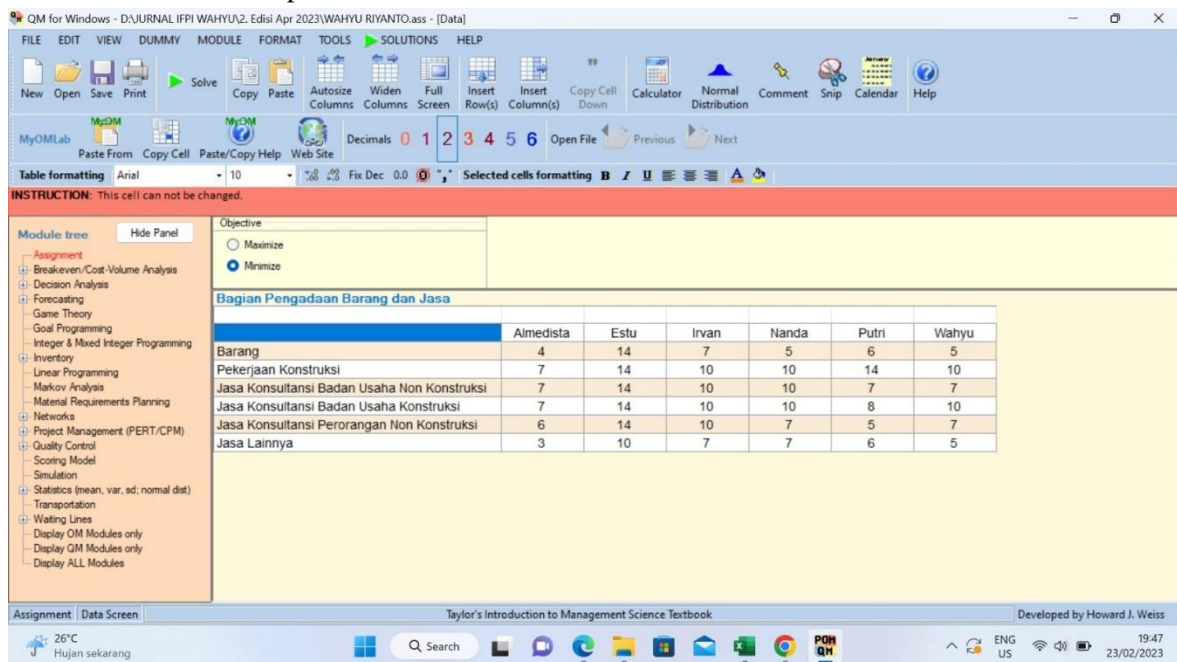 QM for Windows - D:\JURNAL IFPI WAHYU\2. Edisi Apr 2023\WAHYU RIYANTO.ass - [Data]
FILE EDIT VIEW DUMMY MODULE FORMAT TOOLS SOLUTIONS HELP
New Open Save Print Solve Copy Paste Autosize Columns Widen Columns Full Screen Insert Row(s) Insert Column(s) Copy Cell Down Calculator Normal Distribution Comment Snip Calendar Help
MyOMLab Paste From Copy Cell Paste/Copy Help Web Site Decimals 0 1 2 3 4 5 6 Open File Previous Next
Table formatting Arial 10 Fix Dec 0.0 Selected cells formatting B I U A
INSTRUCTION: This cell can not be changed.
Module tree Hide Panel
Assignment
Breakeven/Cost-Volume Analysis
Decision Analysis
Forecasting
Game Theory
Goal Programming
Integer & Mixed Integer Programming
Inventory
Linear Programming
Markov Analysis
Material Requirements Planning
Networks
Project Management (PERT/CPM)
Quality Control
Scoring Model
Simulation
Statistics (mean, var, sd; normal dist)
Transportation
Waiting Lines
Display OM Modules only
Display QM Modules only
Display ALL Modules
Objective
Maximize
Minimize
Bagian Pengadaan Barang dan Jasa
Almedista Estu Irvan Nanda Putri Wahyu
Barang 4 14 7 5 6 5
Pekerjaan Konstruksi 7 14 10 10 14 10
Jasa Konsultansi Badan Usaha Non Konstruksi 7 14 10 10 7 7
Jasa Konsultansi Badan Usaha Konstruksi 7 14 10 10 8 10
Jasa Konsultansi Perorangan Non Konstruksi 6 14 10 7 5 7
Jasa Lainnya 3 10 7 7 6 5
Assignment Data Screen Taylor's Introduction to Management Science Textbook Developed by Howard J. Weiss
26°C
Hujan sekarang
Search
POM QM
ENG
US
19:47
23/02/2023